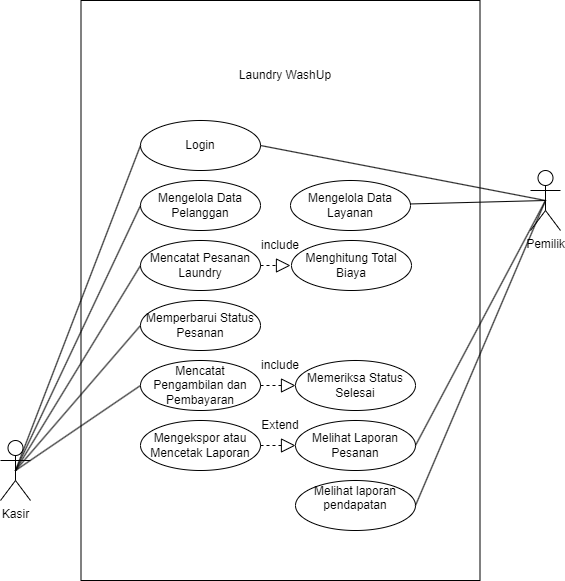 Laundry WashUp
Login
Mengelola Data
Pelanggan
Mengelola Data
Layanan
Pemilik
Mencatat Pesanan
Laundry
include
Menghitung Total
Biaya
Memperbarui Status
Pesanan
Mencatat
Pengambilan dan
Pembayaran
include
Memeriksa Status
Selesai
Mengekspor atau
Mencetak Laporan
Extend
Melihat Laporan
Pesanan
Melihat laporan
pendapatan
Kasir